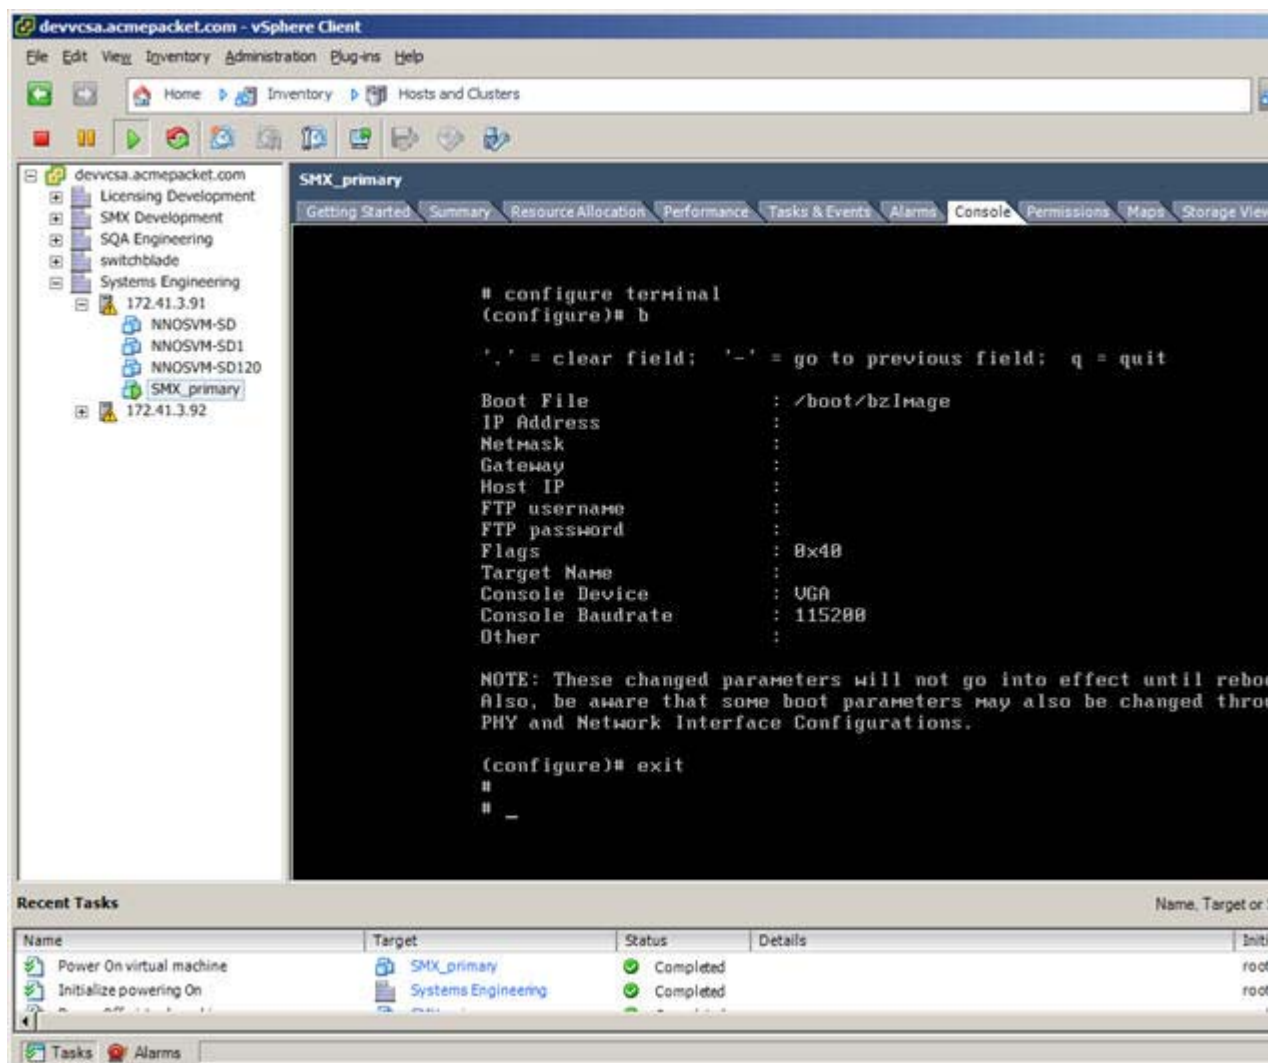 devvcsa.acmepacket.com - vSphere Client
File Edit View Inventory Administration Plug-ins Help
Home Inventory Hosts and Clusters
devvcsa.acmepacket.com
Licensing Development
SMX Development
SQA Engineering
switchblade
Systems Engineering
172.41.3.91
NNOSVM-SD
NNOSVM-SD1
NNOSVM-SD120
SMX_primary
172.41.3.92
SMX_primary
Getting Started Summary Resource Allocation Performance Tasks & Events Alarms Console Permissions Maps Storage View
# configure terminal
(configure)# b
'.' = clear field; '-' = go to previous field; q = quit
Boot File : /boot/bzImage
IP Address :
Netmask :
Gateway :
Host IP :
FTP username :
FTP password :
Flags : 0x40
Target Name :
Console Device : VGA
Console Baudrate : 115200
Other :
NOTE: These changed parameters will not go into effect until reboo
Also, be aware that some boot parameters may also be changed throu
PHY and Network Interface Configurations.
(configure)# exit
#
# _
Recent Tasks
Name, Target or
Name Target Status Details Initi
Power On virtual machine SMX_primary Completed root
Initialize powering On Systems Engineering Completed root
Tasks Alarms